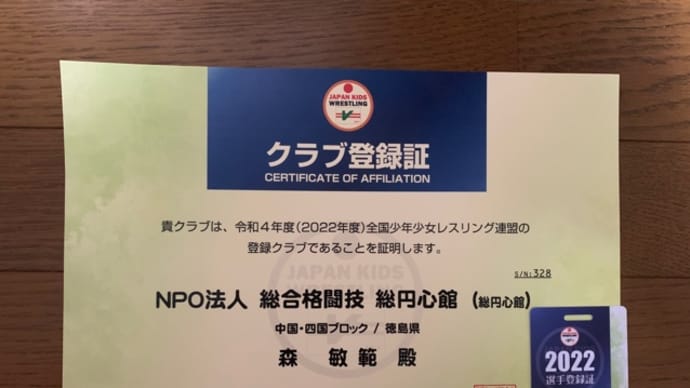 JAPAN KIDS
WRESTLING
クラブ登録証
CERTIFICATE OF AFFILIATION
貴クラブは、令和4年度(2022年度)全国少年少女レスリング連盟の
登録クラブであることを証明します。
S/N:328
JAPAN KIDS
WRESTLING
NPO法人 総合格闘技 総円心館 (総円心館)
中国・四国ブロック / 徳島県
森 敏範 殿
2022
選手登録証